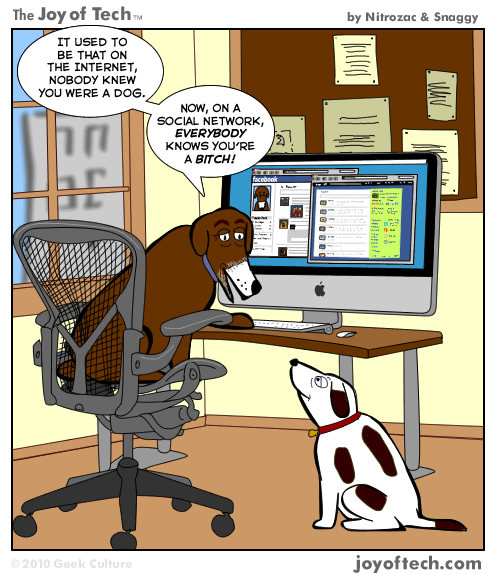 The Joy of Tech™
by Nitrozac & Snaggy
IT USED TO
BE THAT ON
THE INTERNET,
NOBODY KNEW
YOU WERE A DOG.
NOW, ON A
SOCIAL NETWORK,
EVERYBODY
KNOWS YOU'RE
A BITCH!
facebook
© 2010 Geek Culture
joyoftech.com